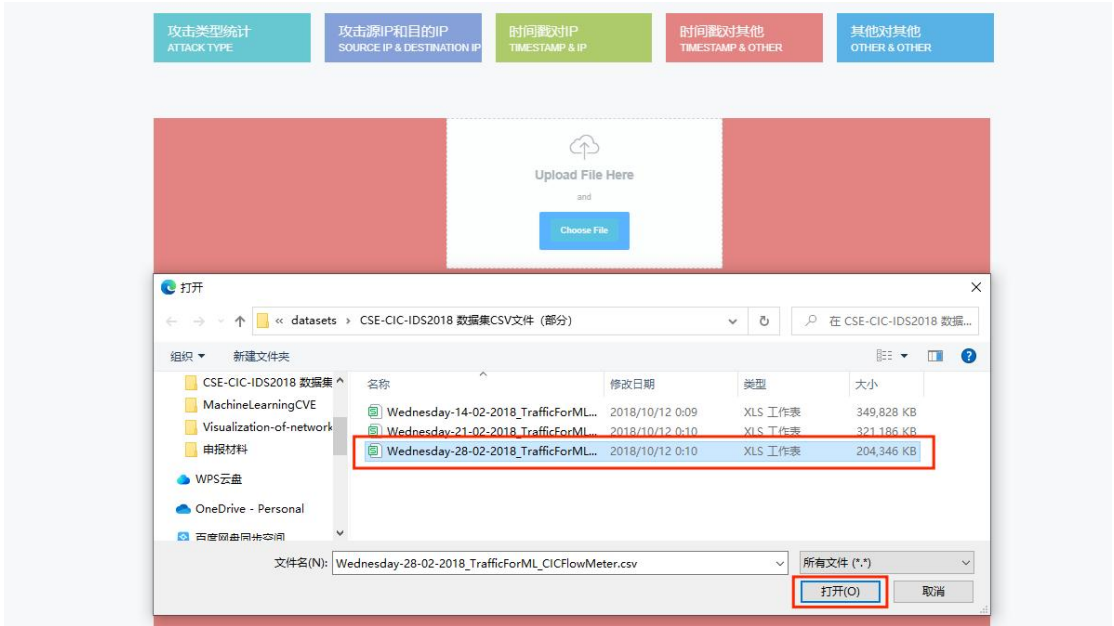 攻击类型统计
ATTACK TYPE
攻击源IP和目的IP
SOURCE IP & DESTINATION IP
时间戳对IP
TIMESTAMP & IP
时间戳对其他
TIMESTAMP & OTHER
其他对其他
OTHER & OTHER
Upload File Here
and
Choose File
打开
« datasets › CSE-CIC-IDS2018 数据集CSV文件（部分）
在 CSE-CIC-IDS2018 数据...
组织
新建文件夹
CSE-CIC-IDS2018 数据集
MachineLearningCVE
Visualization-of-network
申报材料
WPS云盘
OneDrive - Personal
百度网盘同步空间
名称 修改日期 类型 大小
Wednesday-14-02-2018_TrafficForML... 2018/10/12 0:09 XLS 工作表 349,828 KB
Wednesday-21-02-2018_TrafficForML... 2018/10/12 0:10 XLS 工作表 321,186 KB
Wednesday-28-02-2018_TrafficForML... 2018/10/12 0:10 XLS 工作表 204,346 KB
文件名(N): Wednesday-28-02-2018_TrafficForML_CICFlowMeter.csv
所有文件 (*.*)
打开(O)
取消